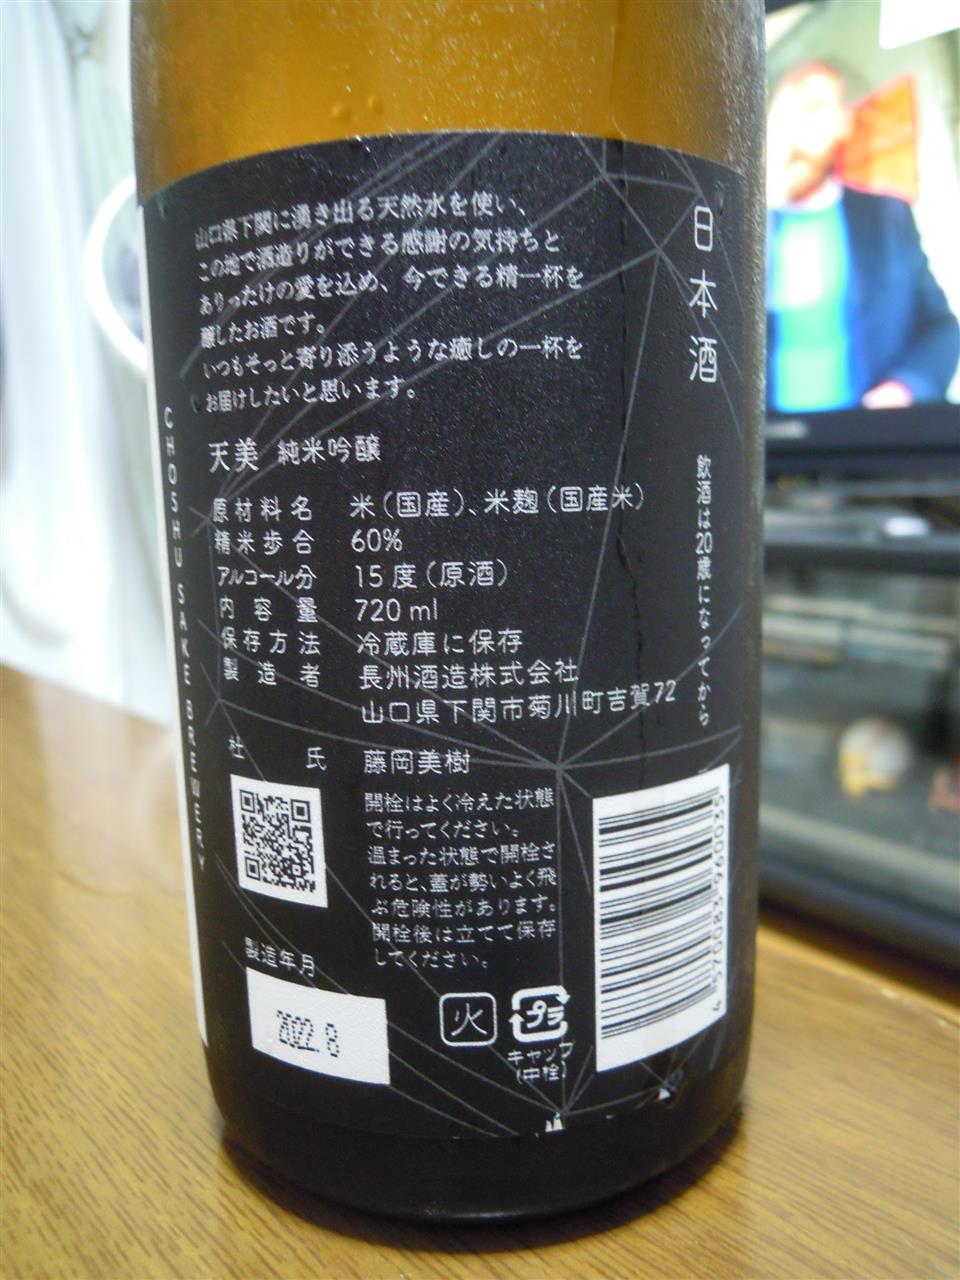 山口県下関に湧き出る天然水を使い、
この地で酒造りができる感謝の気持ちと
ありったけの愛を込め、今できる精一杯を
醸したお酒です。
いつもそっと寄り添うような癒しの一杯を
お届けしたいと思います。
天美 純米吟醸
原材料名 米(国産)、米麹(国産米)
精米歩合 60%
アルコール分 15度(原酒)
内容量 720ml
保存方法 冷蔵庫に保存
製造者 長州酒造株式会社
山口県下関市菊川町吉賀72
杜氏 藤岡美樹
開栓はよく冷えた状態
で行ってください。
温まった状態で開栓さ
れると、蓋が勢いよく飛
ぶ危険性があります。
開栓後は立てて保存
してください。
製造年月
2022.8
火
プラ
キャップ
(中栓)
日本酒
飲酒は20歳になってから
CHOSHU SAKE BREWERY
4570083960035